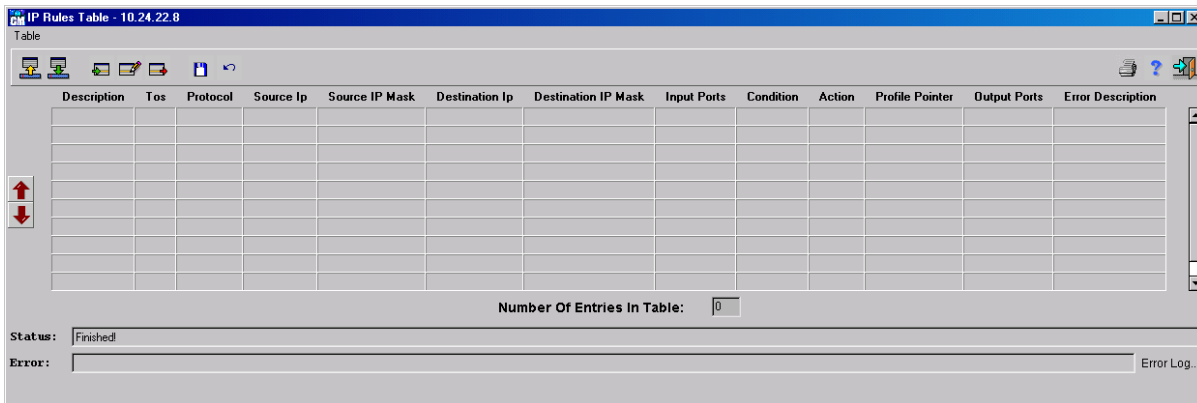 IP Rules Table - 10.24.22.8
Table
Description Tos Protocol Source Ip Source IP Mask Destination Ip Destination IP Mask Input Ports Condition Action Profile Pointer Output Ports Error Description
Number Of Entries In Table: 0
Status: Finished!
Error: Error Log..